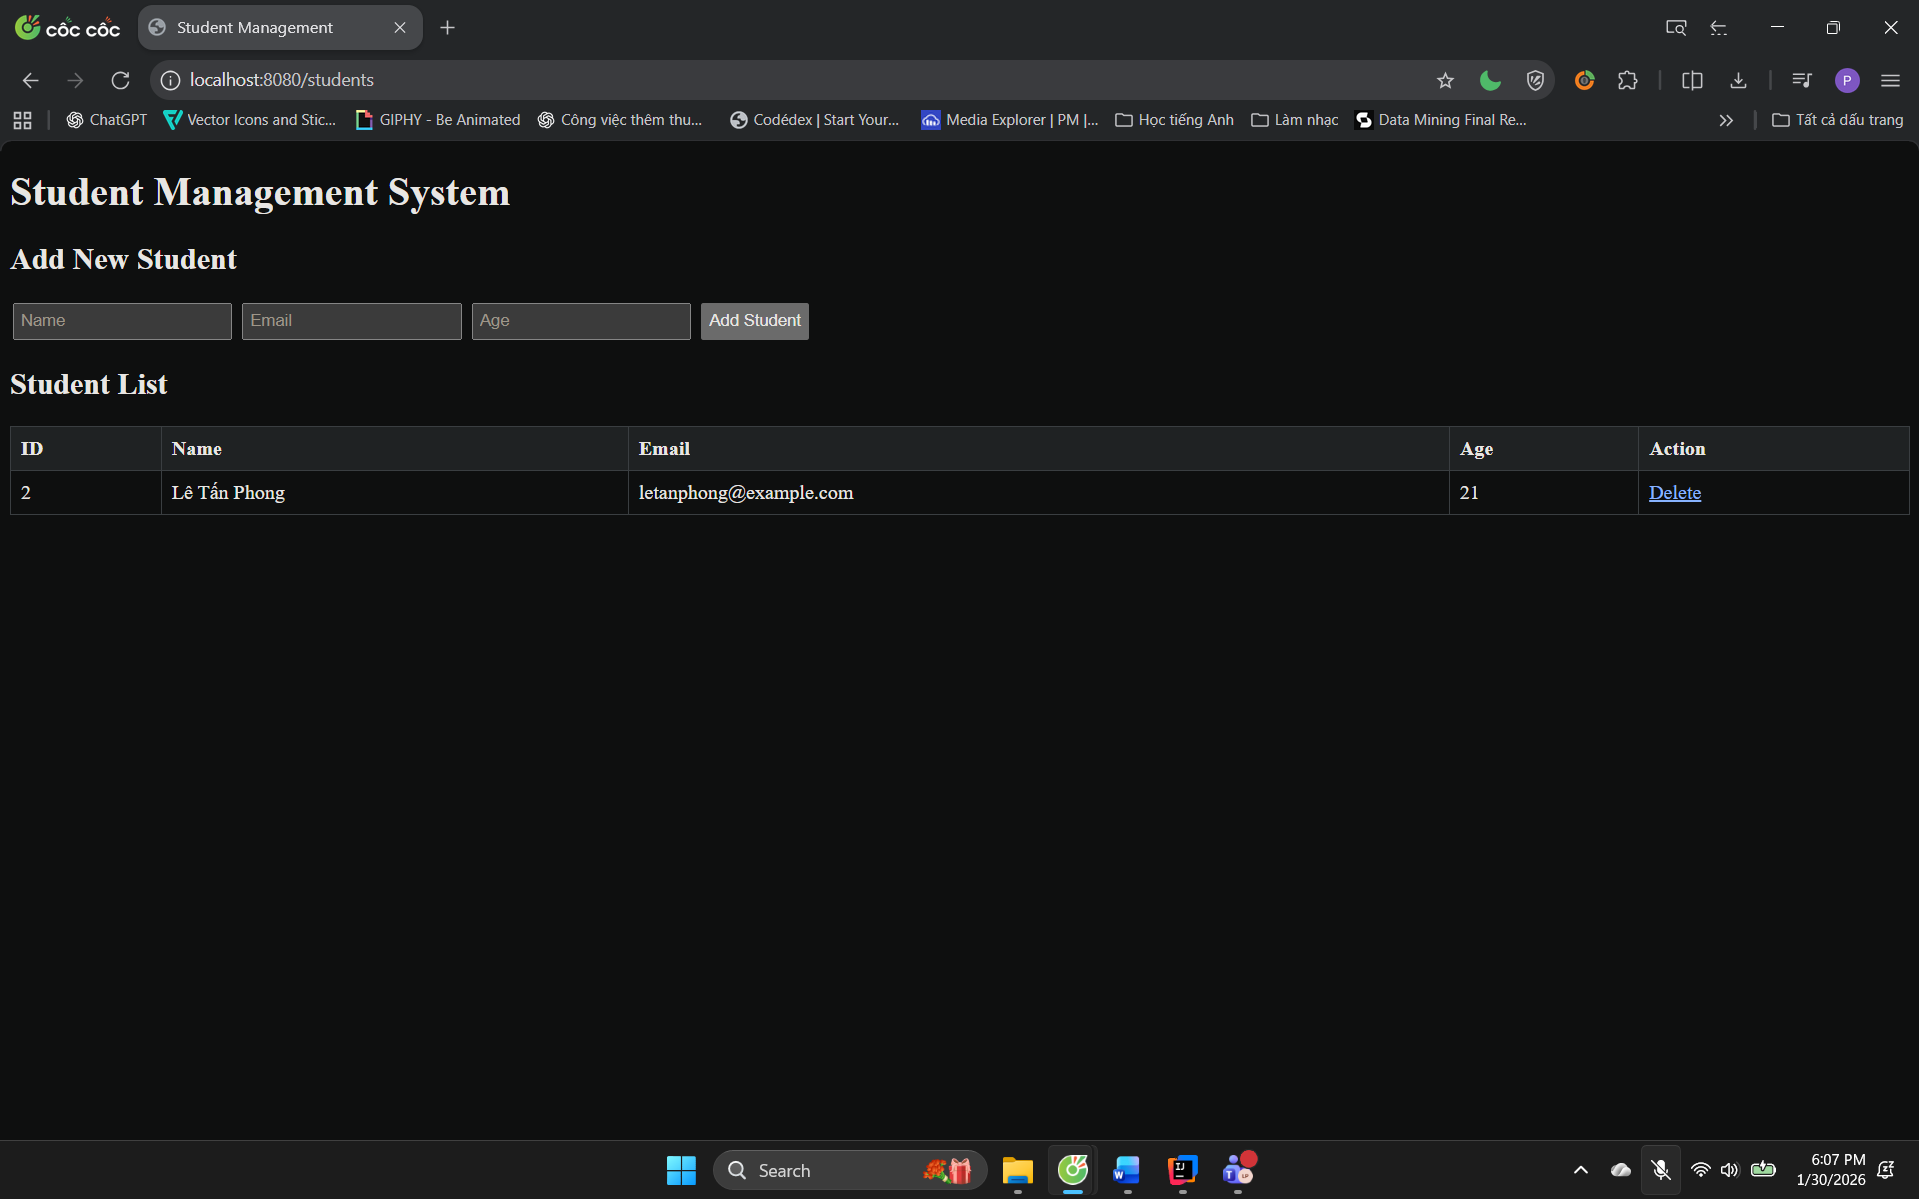 cốc cốc
Student Management
localhost:8080/students
P
ChatGPT
Vector Icons and Stic...
GIPHY - Be Animated
Công việc thêm thu...
Codédex | Start Your...
Media Explorer | PM |...
Học tiếng Anh
Làm nhạc
Data Mining Final Re...
Tất cả dấu trang
Student Management System
Add New Student
Name
Email
Age
Add Student
Student List
ID Name Email Age Action
2 Lê Tấn Phong letanphong@example.com 21 Delete
Search
6:07 PM
1/30/2026